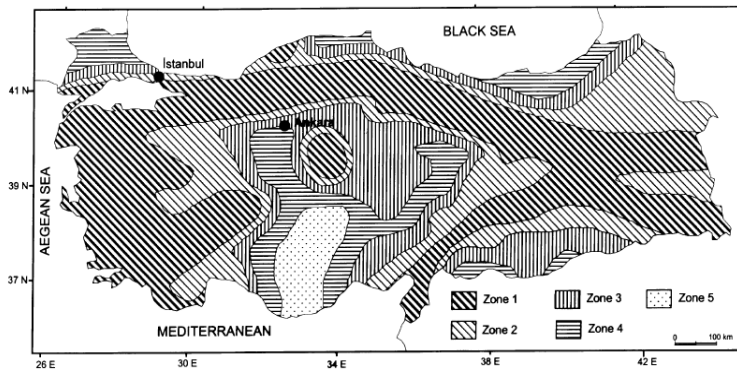 BLACK SEA
İstanbul
41 N
Ankara
AEGEAN SEA
39 N
37 N
MEDITERRANEAN
Zone 1
Zone 3
Zone 5
Zone 2
Zone 4
0 100 km
26 E 30 E 34 E 38 E 42 E